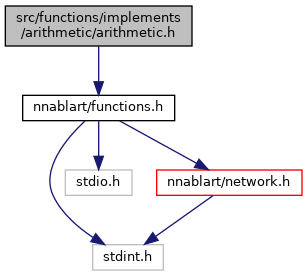 src/functions/implements
/arithmetic/arithmetic.h
nnablart/functions.h
stdio.h
nnablart/network.h
stdint.h